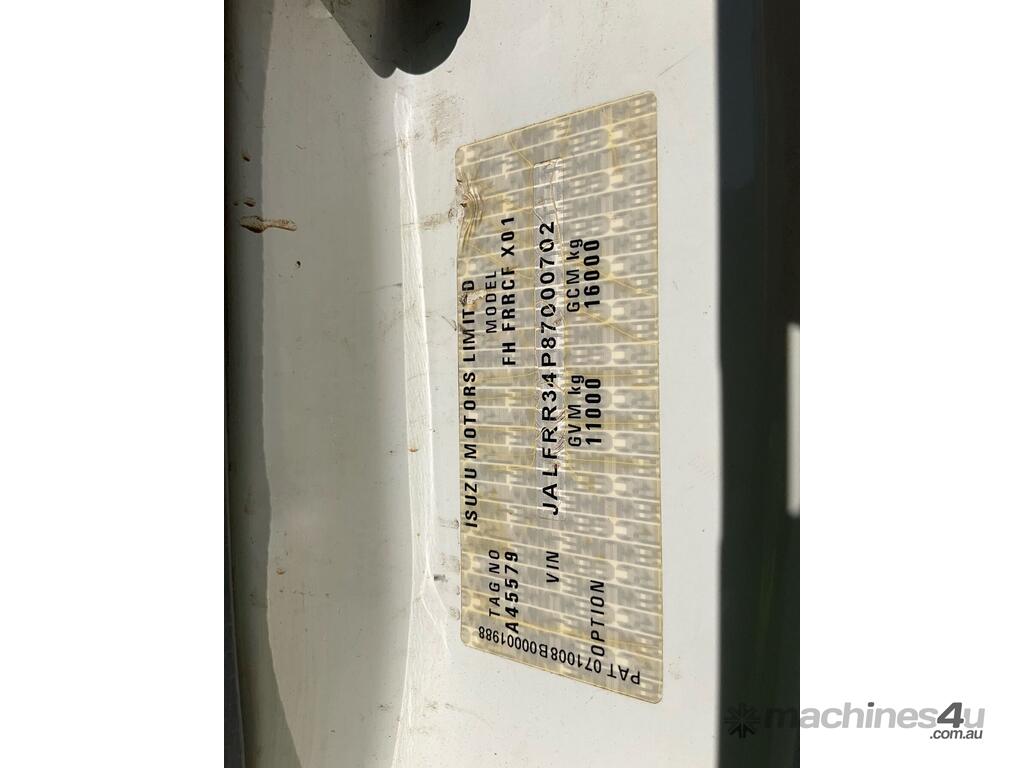 ISUZU MOTORS LIMITED
TAG NO MODEL
A45579 FH FRRCF X01
VIN JALFRR34P87000702
GVM kg GCM kg
11000 16000
OPTION
PAT 071008B00001988
machines4u
.com.au